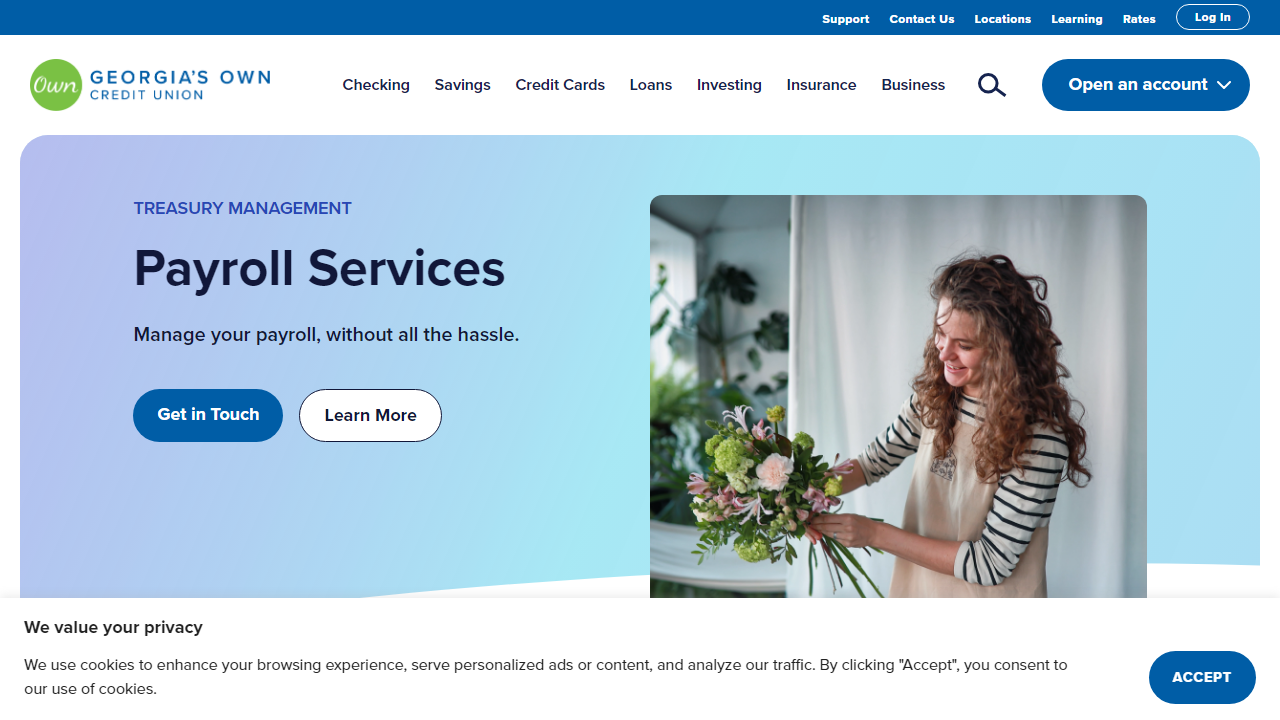 Support Contact Us Locations Learning Rates Log In
Own GEORGIA'S OWN
CREDIT UNION
Checking Savings Credit Cards Loans Investing Insurance Business Open an account
TREASURY MANAGEMENT
Payroll Services
Manage your payroll, without all the hassle.
Get in Touch Learn More
We value your privacy
We use cookies to enhance your browsing experience, serve personalized ads or content, and analyze our traffic. By clicking "Accept", you consent to
our use of cookies.
ACCEPT